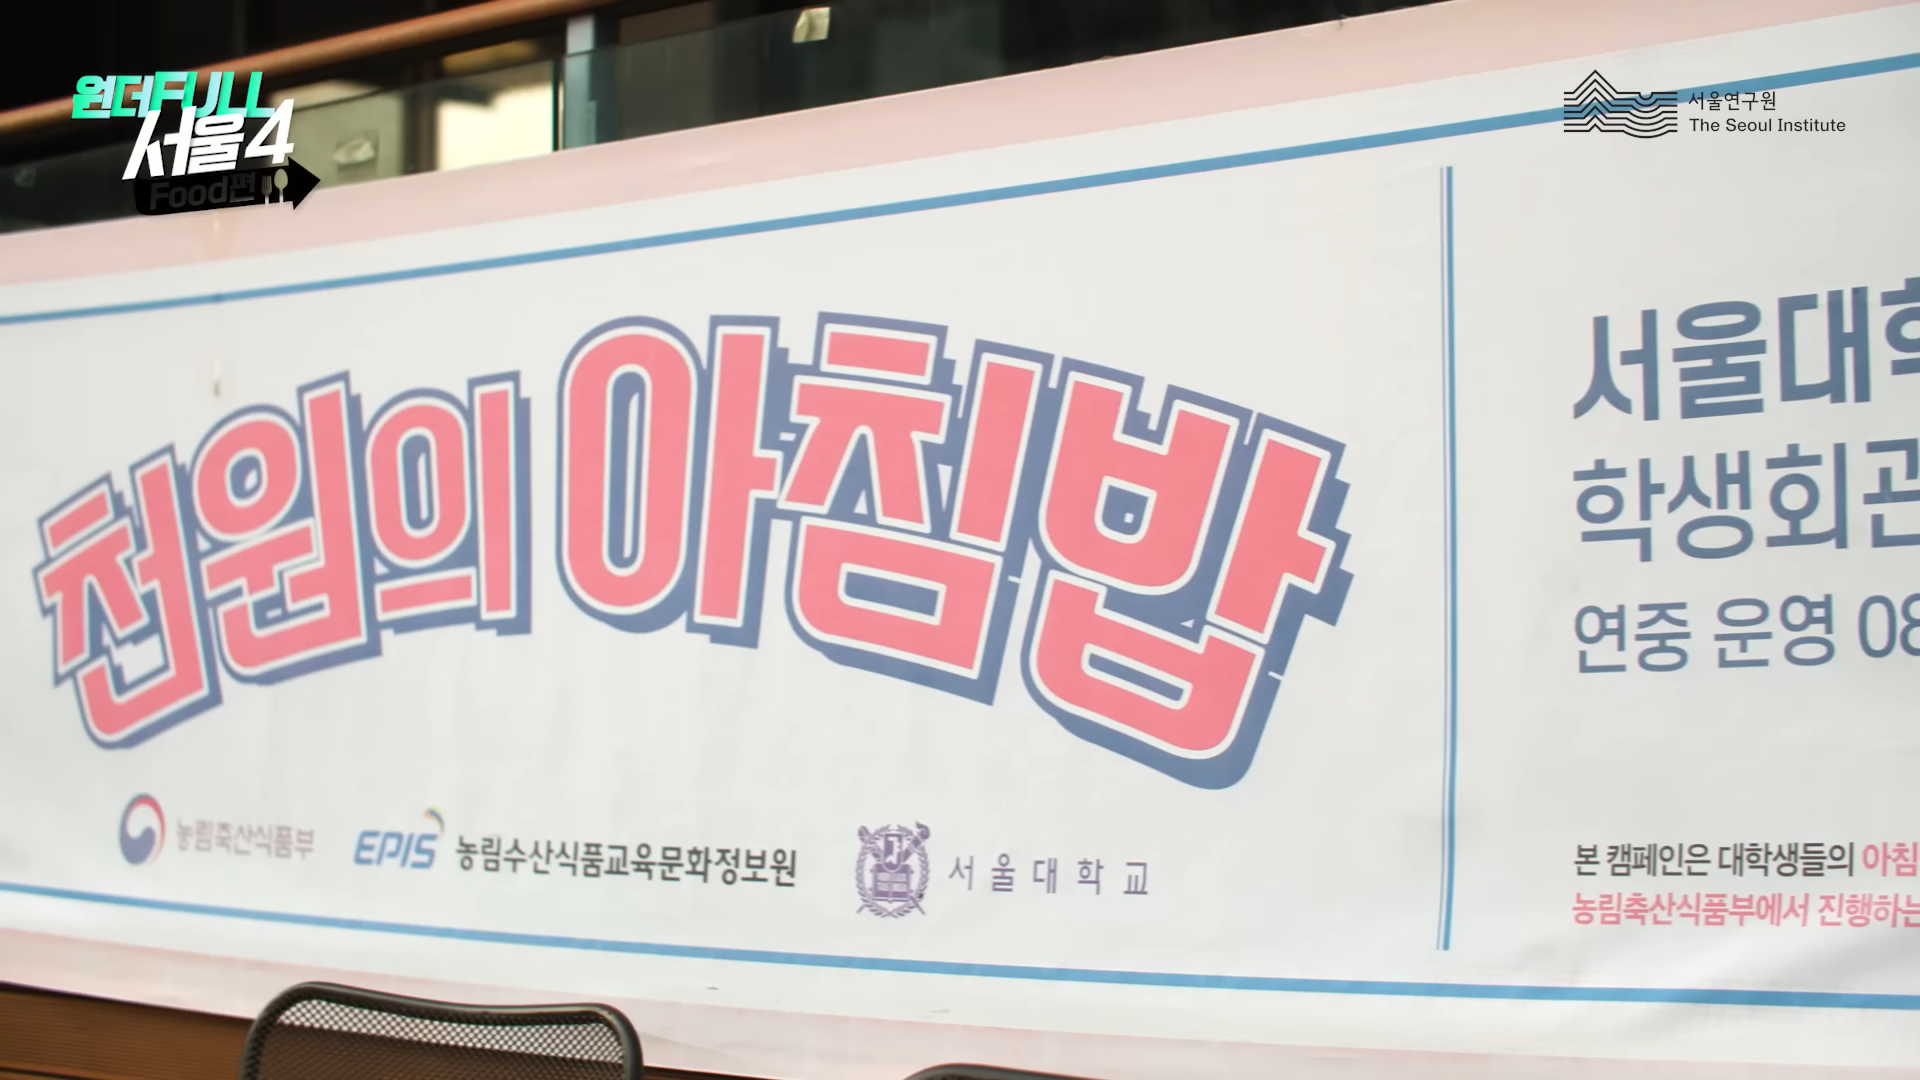 원더FULL
서울4
Food편
서울연구원
The Seoul Institute
천원의 아침밥
농림축산식품부
EPIS 농림수산식품교육문화정보원
서울대학교
서울대학
학생회관
연중 운영 08
본 캠페인은 대학생들의 아침
농림축산식품부에서 진행하는